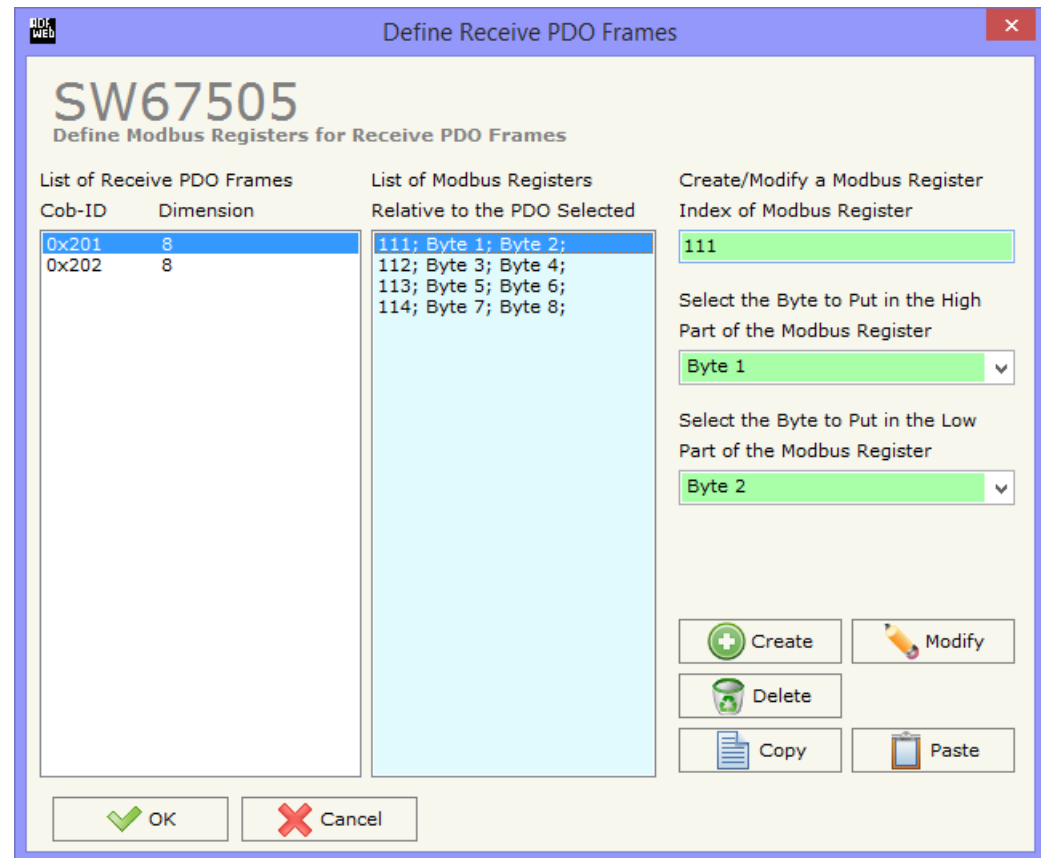 ADF
WEB
Define Receive PDO Frames
SW67505
Define Modbus Registers for Receive PDO Frames
List of Receive PDO Frames
Cob-ID Dimension
0x201 8
0x202 8
List of Modbus Registers
Relative to the PDO Selected
111; Byte 1; Byte 2;
112; Byte 3; Byte 4;
113; Byte 5; Byte 6;
114; Byte 7; Byte 8;
Create/Modify a Modbus Register
Index of Modbus Register
111
Select the Byte to Put in the High
Part of the Modbus Register
Byte 1
Select the Byte to Put in the Low
Part of the Modbus Register
Byte 2
Create
Modify
Delete
Copy
Paste
OK
Cancel